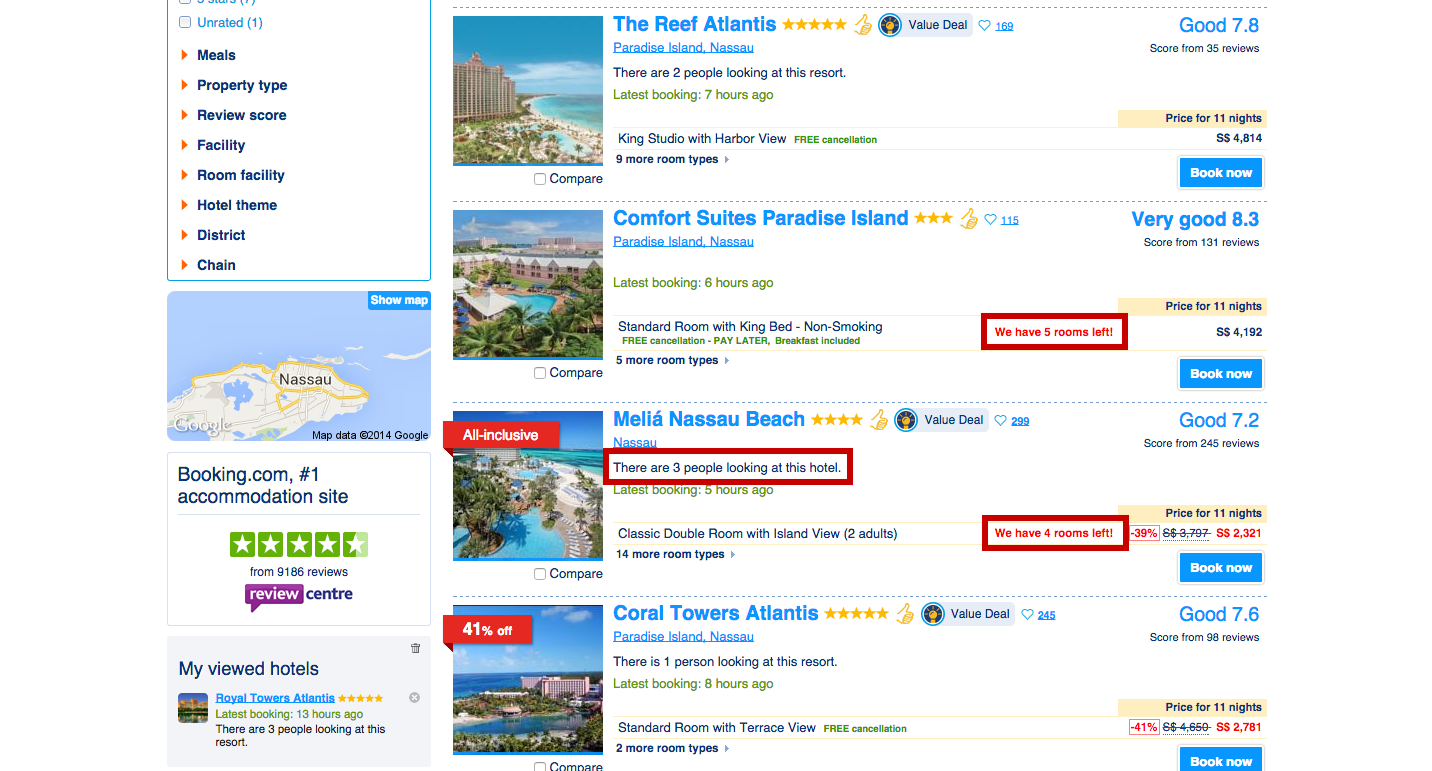 5 stars (7)
Unrated (1)
Meals
Property type
Review score
Facility
Room facility
Hotel theme
District
Chain
Show map
Nassau
Google
Map data ©2014 Google
Booking.com, #1
accommodation site
from 9186 reviews
review centre
My viewed hotels
Royal Towers Atlantis
Latest booking: 13 hours ago
There are 3 people looking at this
resort.
The Reef Atlantis Value Deal 169 Good 7.8
Paradise Island, Nassau Score from 35 reviews
There are 2 people looking at this resort.
Latest booking: 7 hours ago
Price for 11 nights
King Studio with Harbor View FREE cancellation S$ 4,814
9 more room types
Book now
Compare
Comfort Suites Paradise Island 115 Very good 8.3
Paradise Island, Nassau Score from 131 reviews
Latest booking: 6 hours ago
Price for 11 nights
Standard Room with King Bed - Non-Smoking We have 5 rooms left! S$ 4,192
FREE cancellation - PAY LATER, Breakfast included
5 more room types
Book now
Compare
All-inclusive
Meliá Nassau Beach Value Deal 299 Good 7.2
Nassau Score from 245 reviews
There are 3 people looking at this hotel.
Latest booking: 5 hours ago
Price for 11 nights
Classic Double Room with Island View (2 adults) We have 4 rooms left! -39% S$ 3,797 S$ 2,321
14 more room types
Book now
Compare
41% off
Coral Towers Atlantis Value Deal 245 Good 7.6
Paradise Island, Nassau Score from 98 reviews
There is 1 person looking at this resort.
Latest booking: 8 hours ago
Price for 11 nights
Standard Room with Terrace View FREE cancellation -41% S$ 4,650 S$ 2,781
2 more room types
Book now
Compare